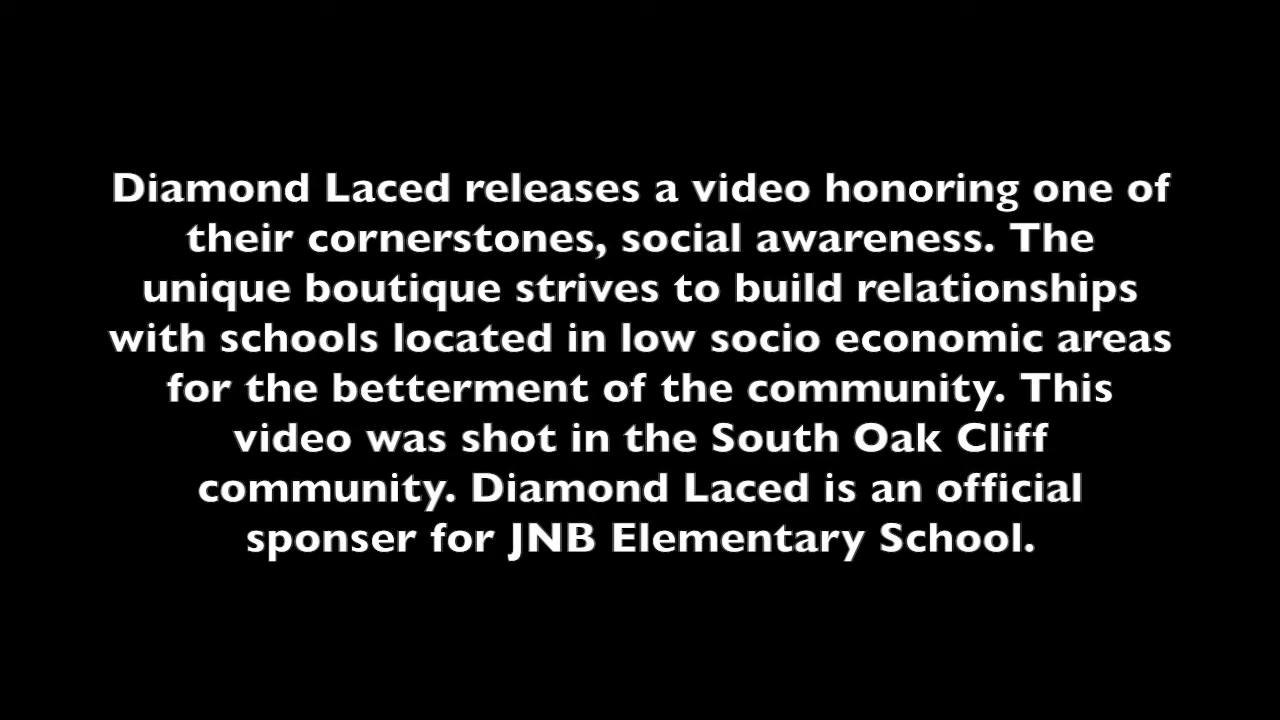 Diamond Laced releases a video honoring one of
their cornerstones, social awareness. The
unique boutique strives to build relationships
with schools located in low socio economic areas
for the betterment of the community. This
video was shot in the South Oak Cliff
community. Diamond Laced is an official
sponser for JNB Elementary School.